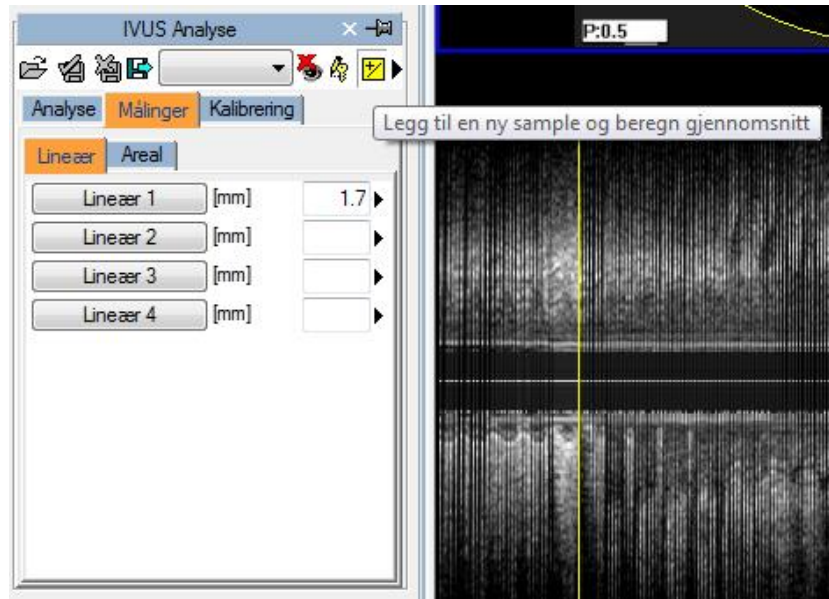 IVUS Analyse
P:0.5
Analyse Målinger Kalibrering
Legg til en ny sample og beregn gjennomsnitt
Lineær Areal
Lineær 1 [mm] 1.7
Lineær 2 [mm]
Lineær 3 [mm]
Lineær 4 [mm]